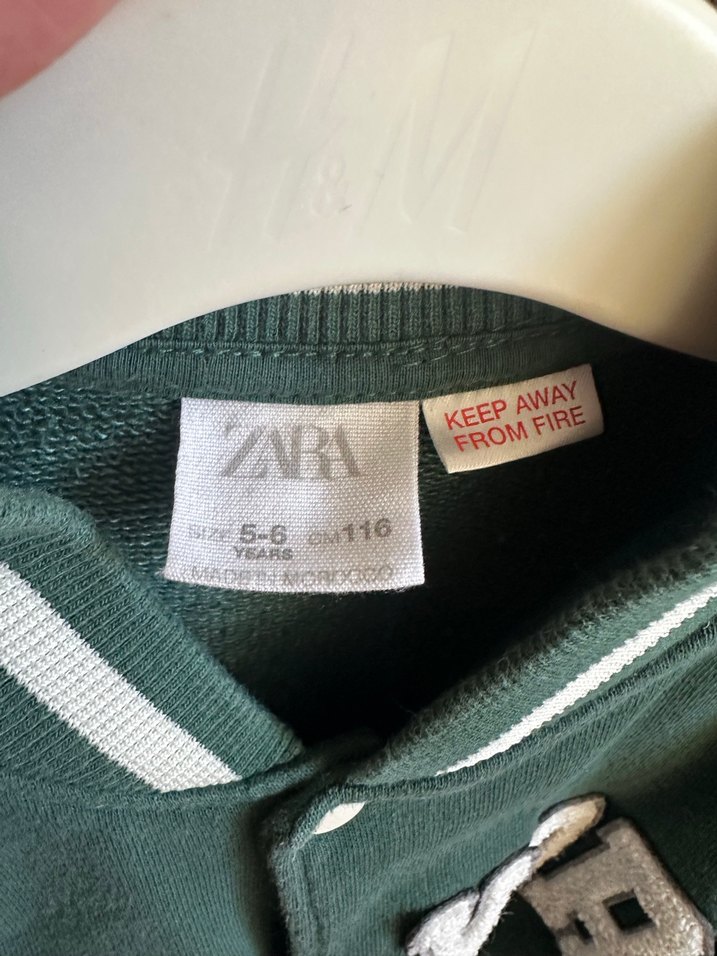 H&M
ZARA
KEEP AWAY
FROM FIRE
SIZE 5-6 CM 116
YEARS
MADE IN MOROCCO